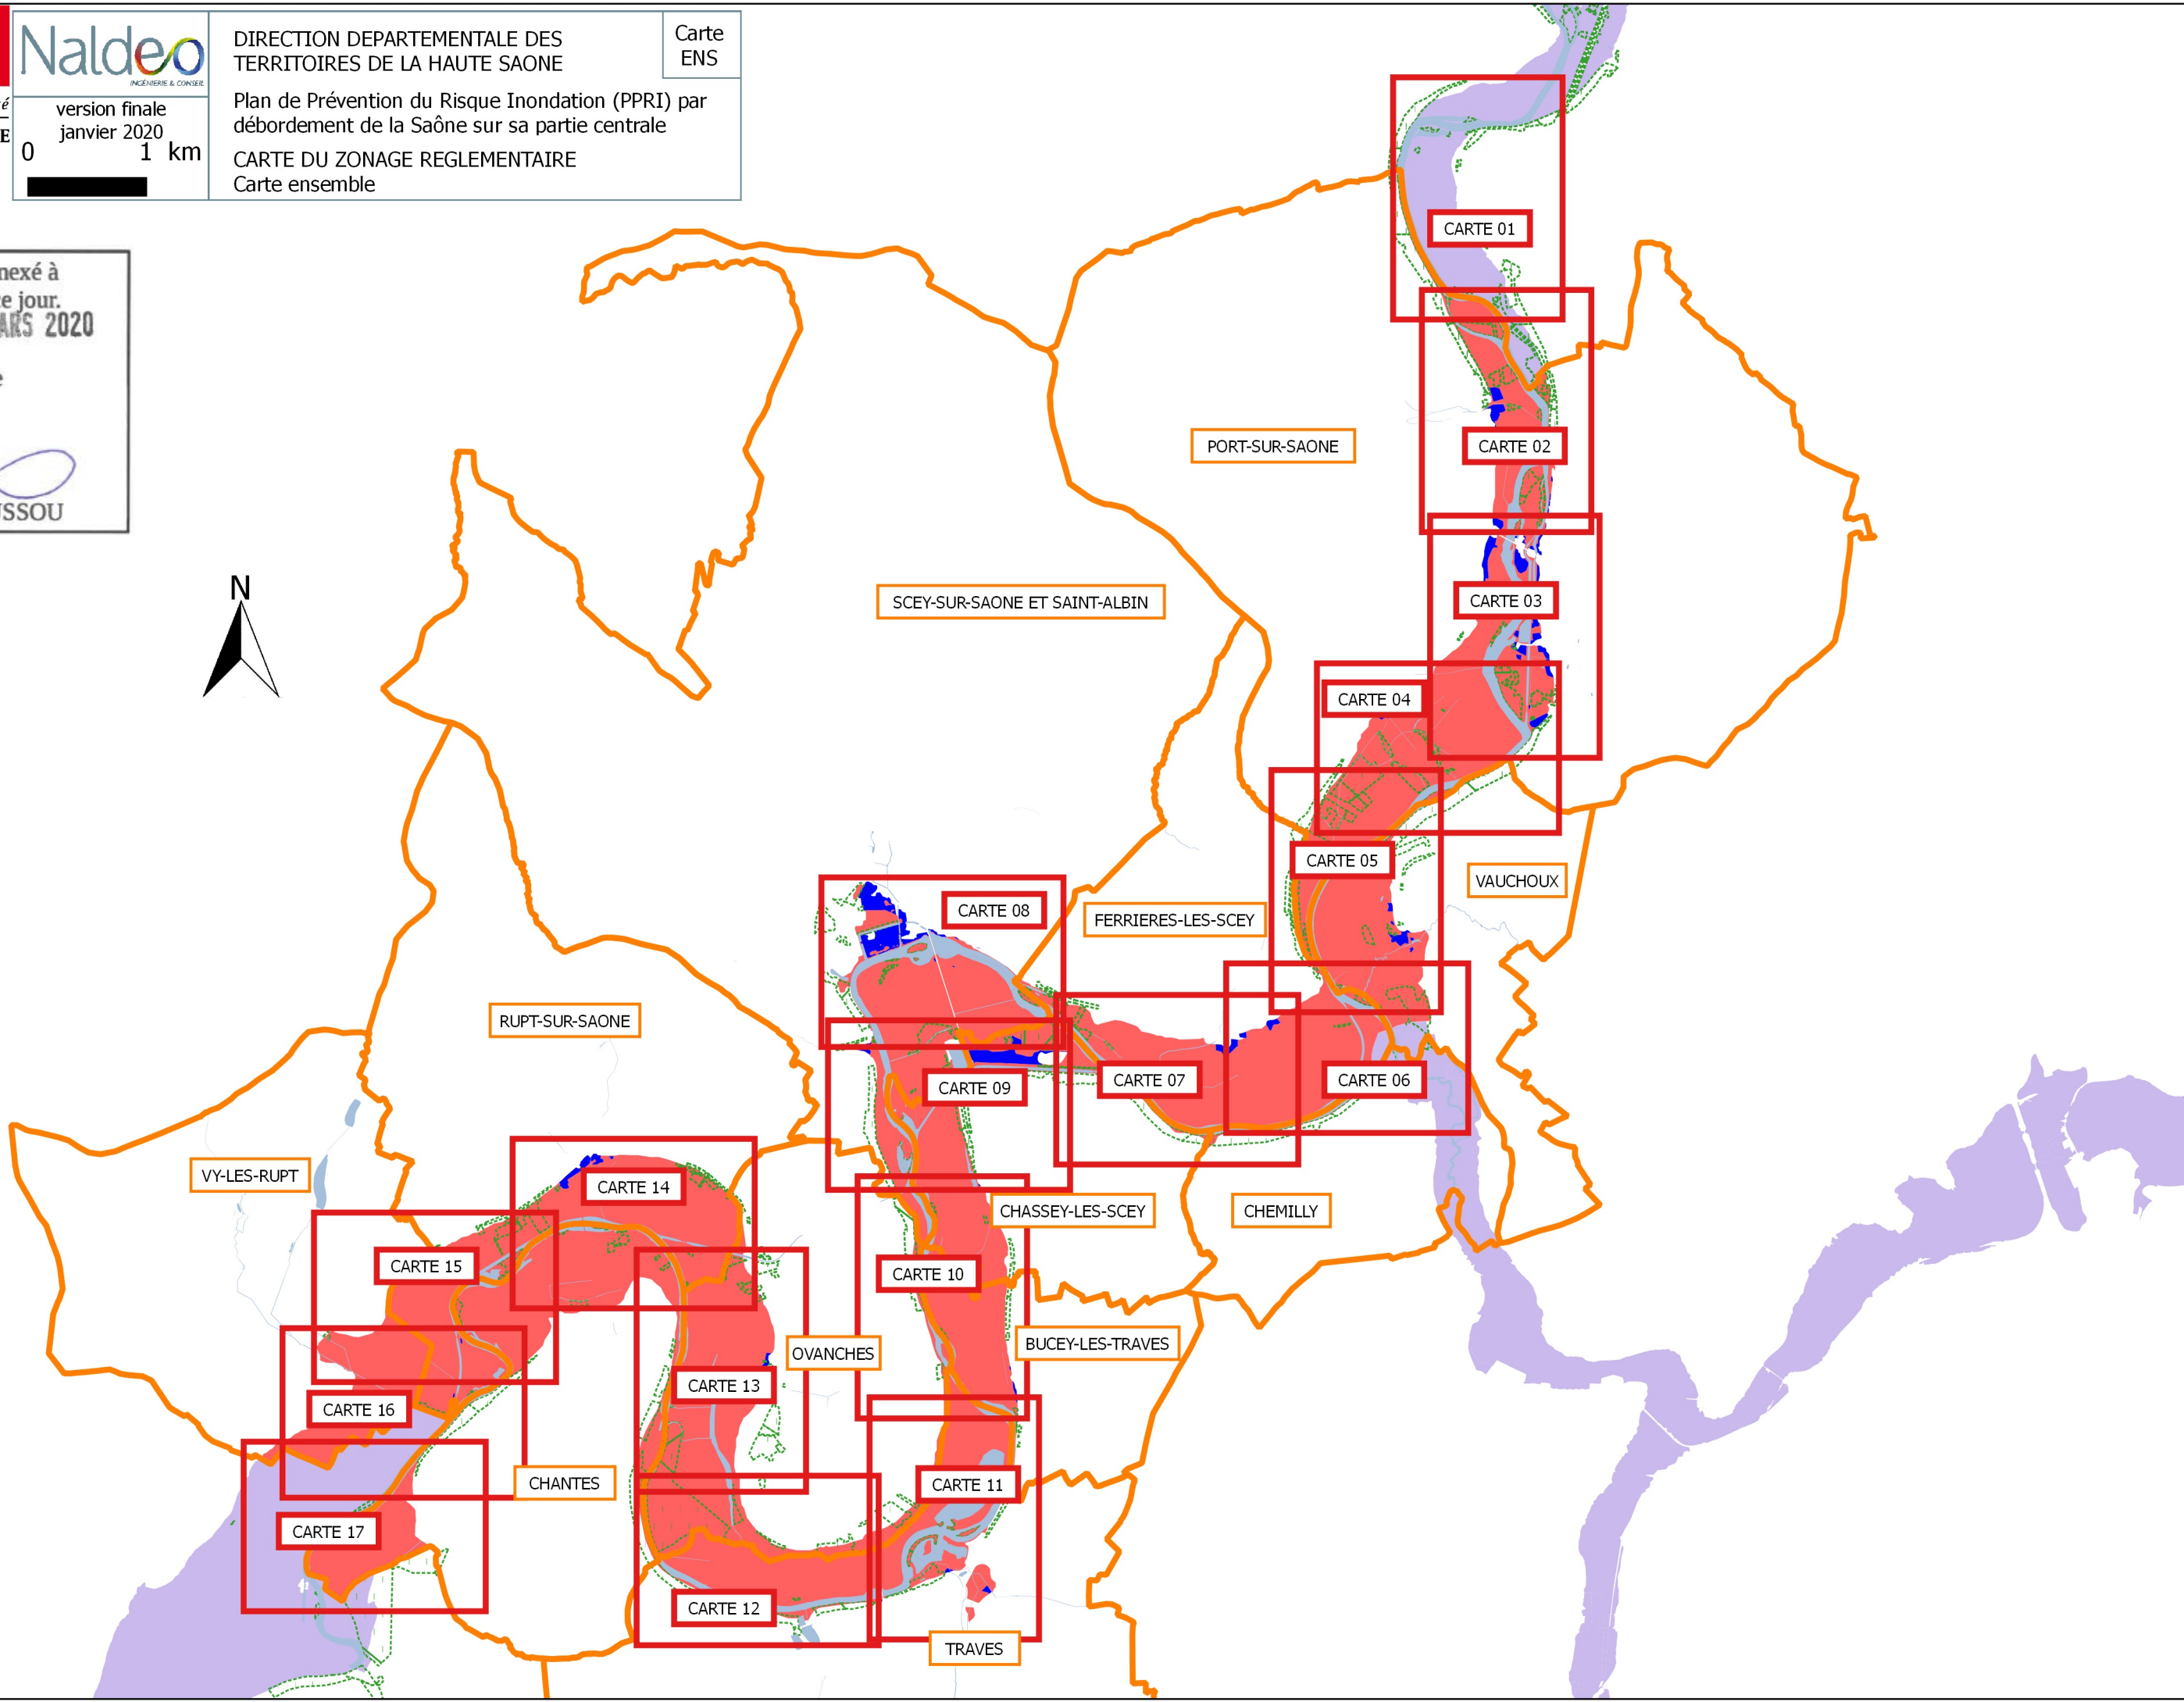 Naldeo
INGÉNIERIE & CONSEIL
version finale
janvier 2020
0 1 km
DIRECTION DEPARTEMENTALE DES
TERRITOIRES DE LA HAUTE SAONE
Carte
ENS
Plan de Prévention du Risque Inondation (PPRI) par
débordement de la Saône sur sa partie centrale
CARTE DU ZONAGE REGLEMENTAIRE
Carte ensemble
é
E
nexé à
e jour.
ARS 2020
e
SSOU
N
CARTE 01
PORT-SUR-SAONE
CARTE 02
SCEY-SUR-SAONE ET SAINT-ALBIN
CARTE 03
CARTE 04
CARTE 05
VAUCHOUX
CARTE 08
FERRIERES-LES-SCEY
RUPT-SUR-SAONE
CARTE 09
CARTE 07
CARTE 06
VY-LES-RUPT
CARTE 14
CHASSEY-LES-SCEY
CHEMILLY
CARTE 15
CARTE 10
OVANCHES
BUCEY-LES-TRAVES
CARTE 13
CARTE 16
CHANTES
CARTE 11
CARTE 17
CARTE 12
TRAVES